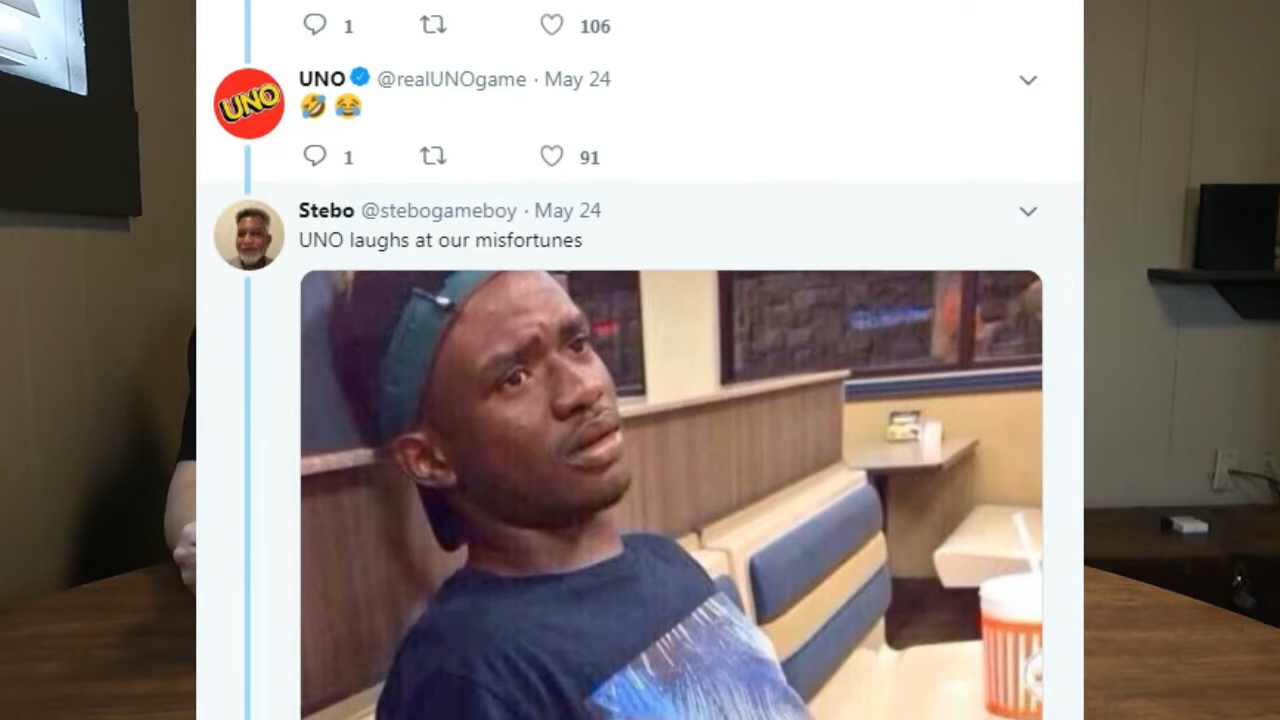 1 106
UNO @realUNOgame · May 24
UNO
🤣 😂
1 91
Stebo @stebogameboy · May 24
UNO laughs at our misfortunes